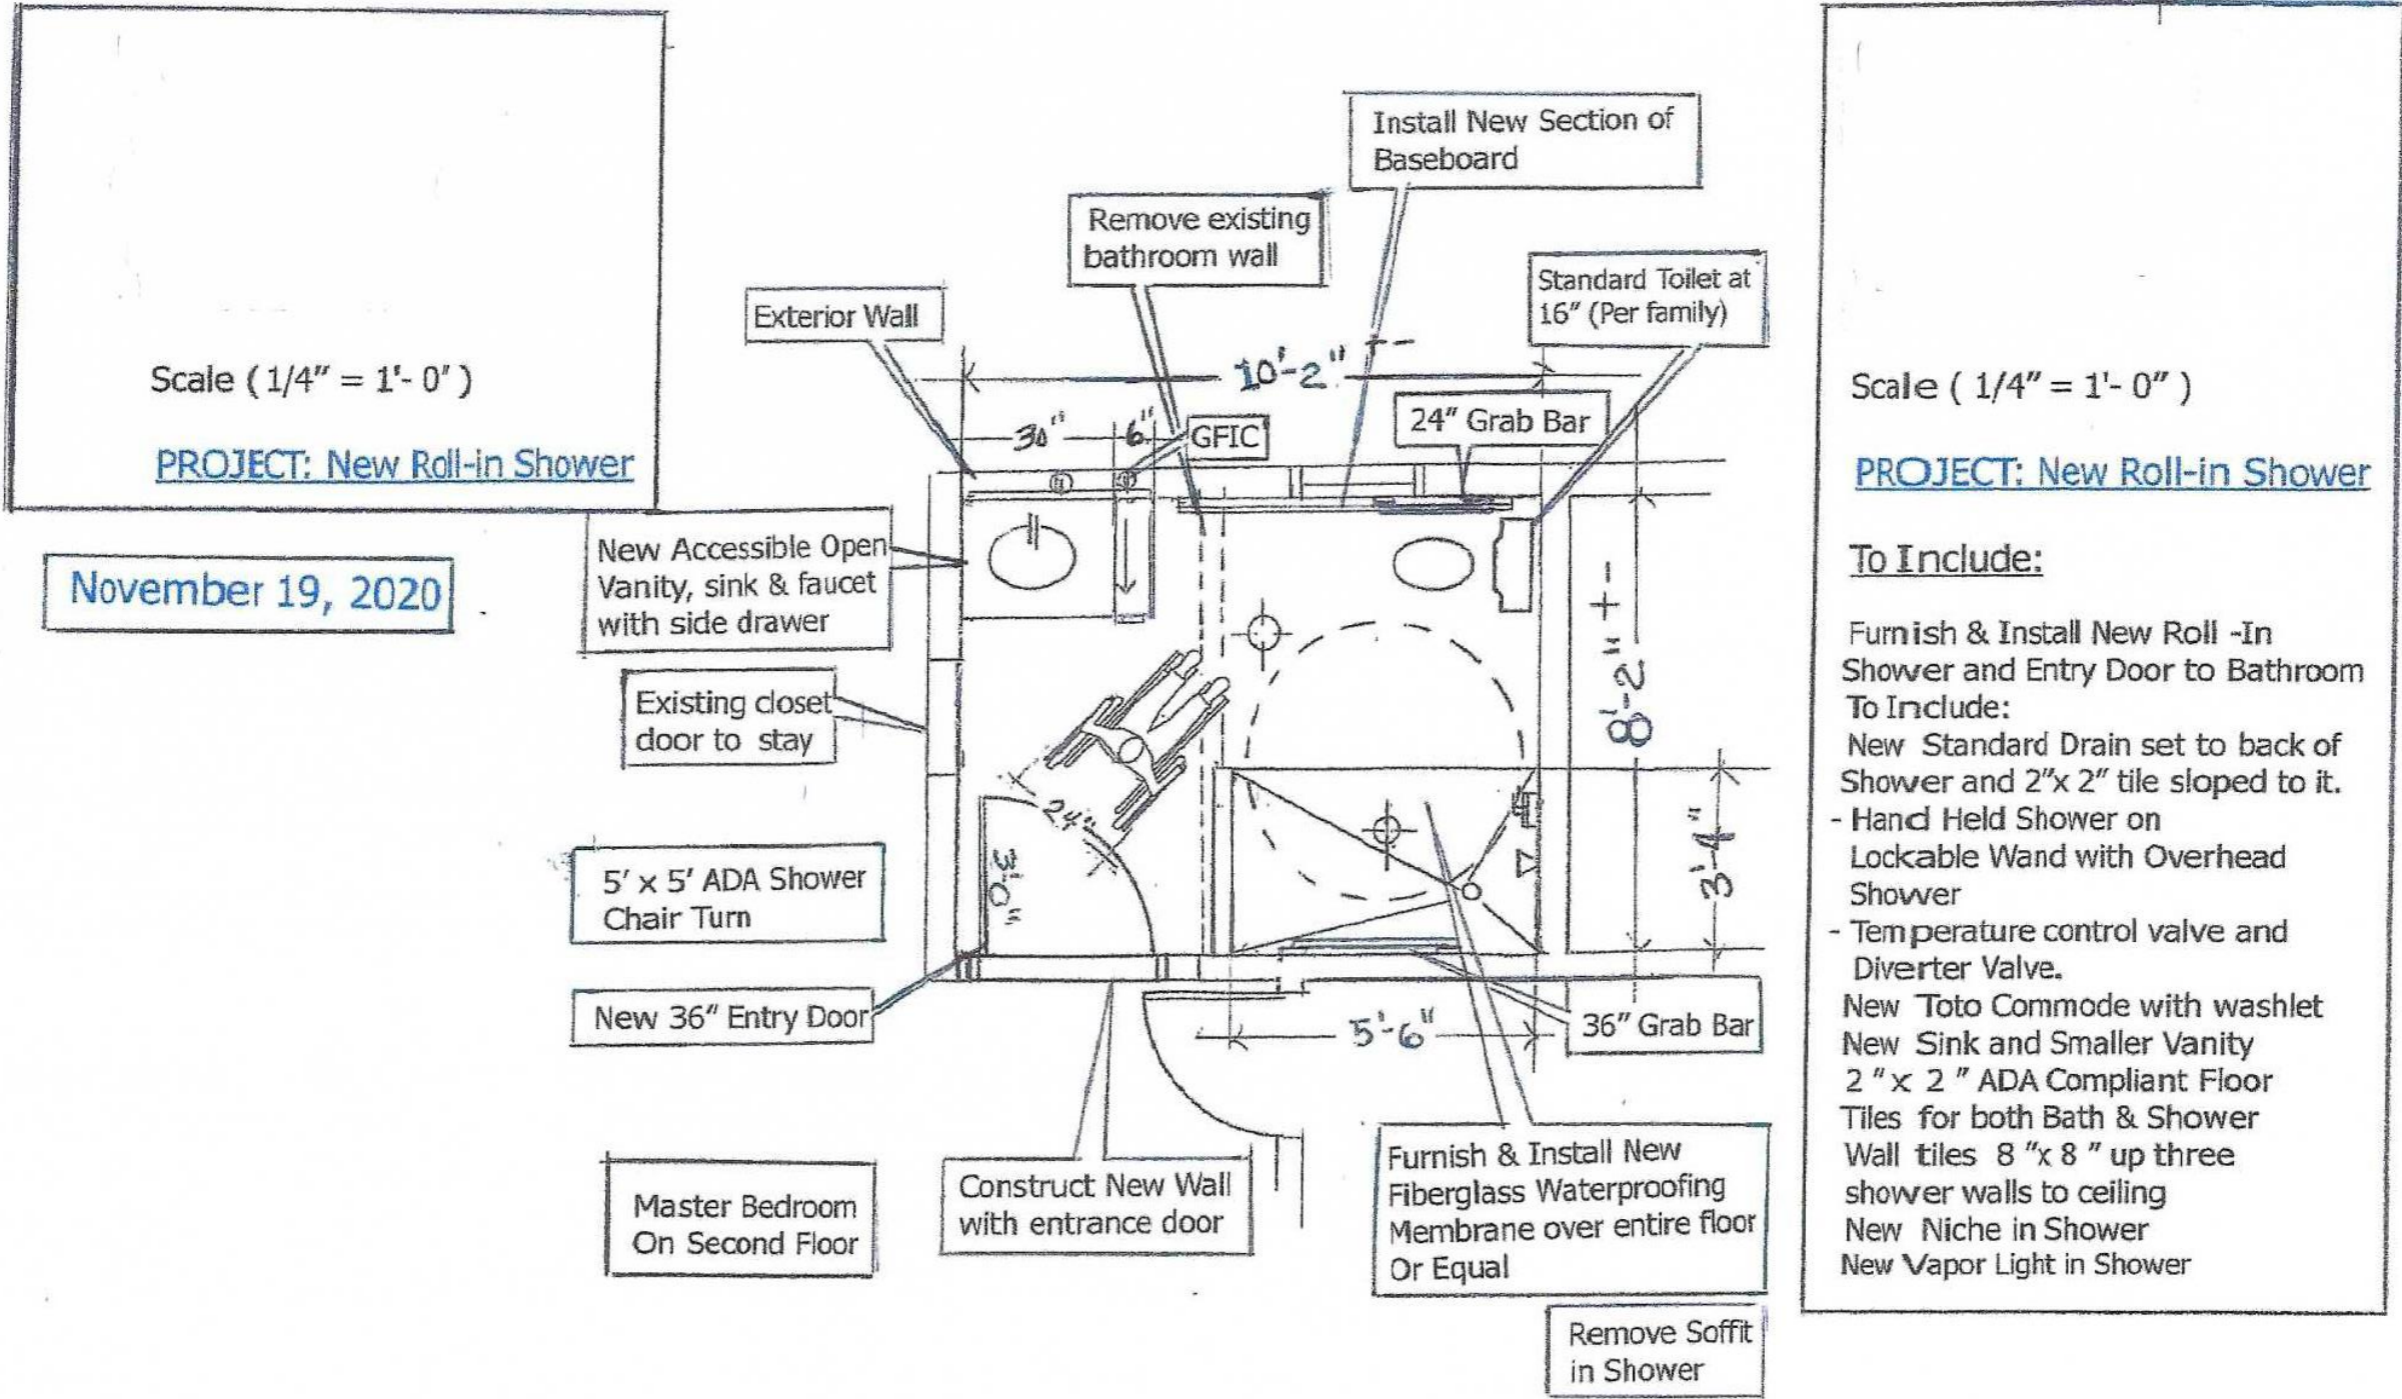 Scale ( 1/4" = 1'- 0" )
PROJECT: New Roll-in Shower
November 19, 2020
Install New Section of
Baseboard
Remove existing
bathroom wall
Standard Toilet at
16" (Per family)
Exterior Wall
10'-2" +-
30"
6"
GFIC
24" Grab Bar
New Accessible Open
Vanity, sink & faucet
with side drawer
8'-2" +-
Existing closet
door to stay
24"
3'-0"
3'-4"
5' x 5' ADA Shower
Chair Turn
New 36" Entry Door
5'-6"
36" Grab Bar
Master Bedroom
On Second Floor
Construct New Wall
with entrance door
Furnish & Install New
Fiberglass Waterproofing
Membrane over entire floor
Or Equal
Remove Soffit
in Shower
Scale ( 1/4" = 1'- 0" )
PROJECT: New Roll-in Shower
To Include:
Furnish & Install New Roll -In
Shower and Entry Door to Bathroom
To Include:
New Standard Drain set to back of
Shower and 2"x 2" tile sloped to it.
- Hand Held Shower on
Lockable Wand with Overhead
Shower
- Temperature control valve and
Diverter Valve.
New Toto Commode with washlet
New Sink and Smaller Vanity
2 "x 2 " ADA Compliant Floor
Tiles for both Bath & Shower
Wall tiles 8 "x 8 " up three
shower walls to ceiling
New Niche in Shower
New Vapor Light in Shower